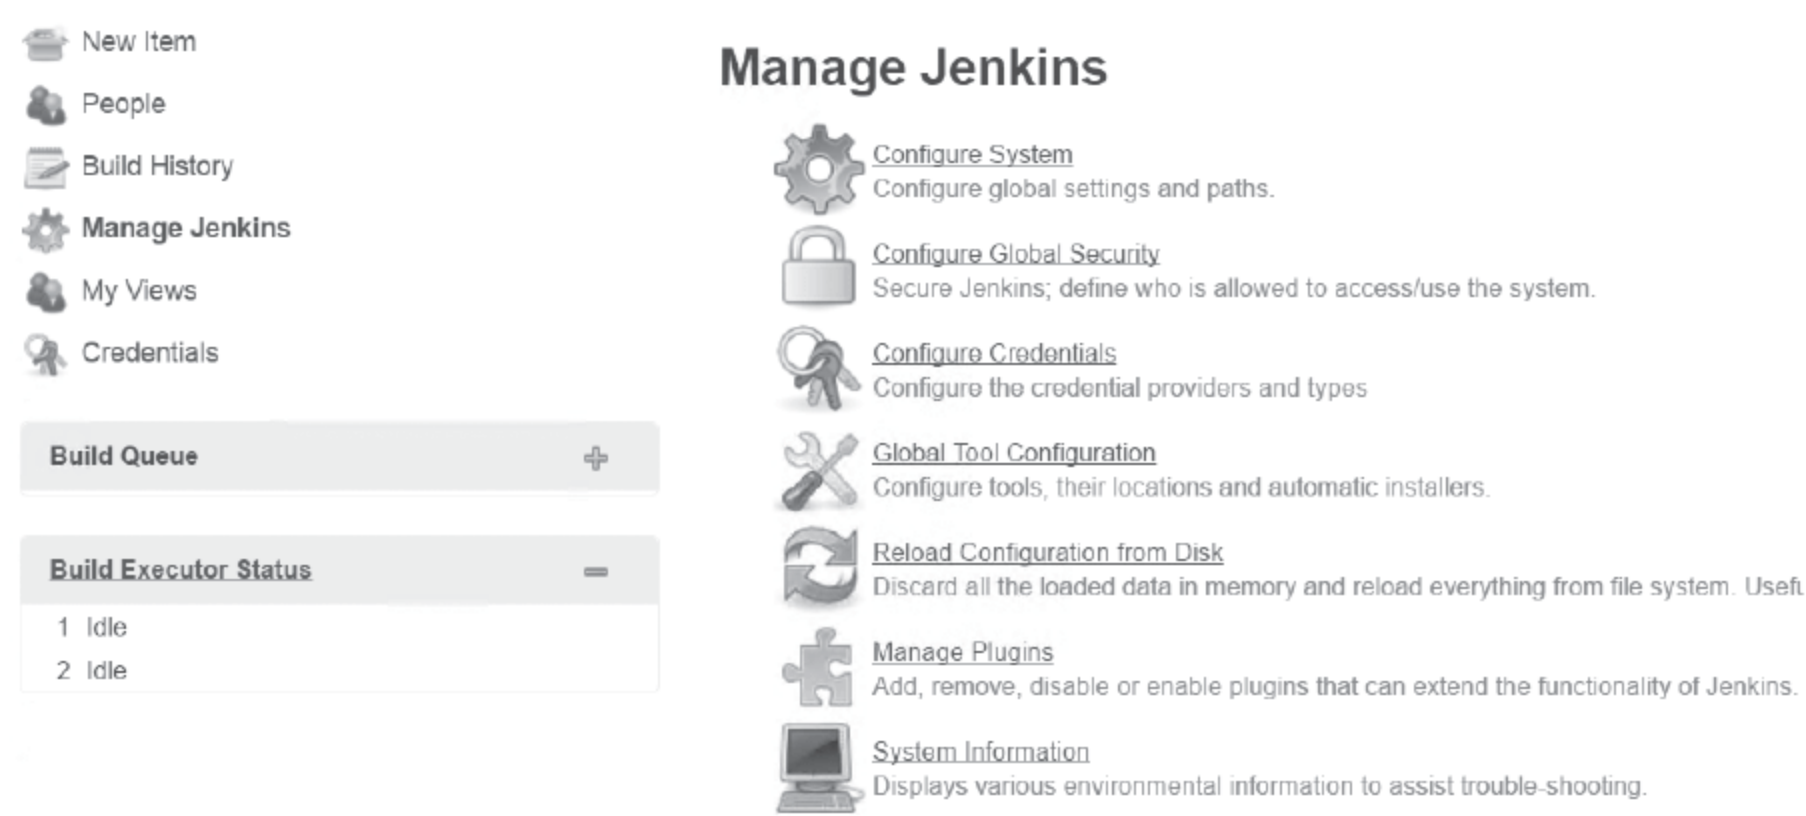 New Item
People
Build History
Manage Jenkins
My Views
Credentials
Build Queue
Build Executor Status
1 Idle
2 Idle
Manage Jenkins
Configure System
Configure global settings and paths.
Configure Global Security
Secure Jenkins; define who is allowed to access/use the system.
Configure Credentials
Configure the credential providers and types
Global Tool Configuration
Configure tools, their locations and automatic installers.
Reload Configuration from Disk
Discard all the loaded data in memory and reload everything from file system.
Manage Plugins
Add, remove, disable or enable plugins that can extend the functionality of Jenkins.
System Information
Displays various environmental information to assist trouble-shooting.